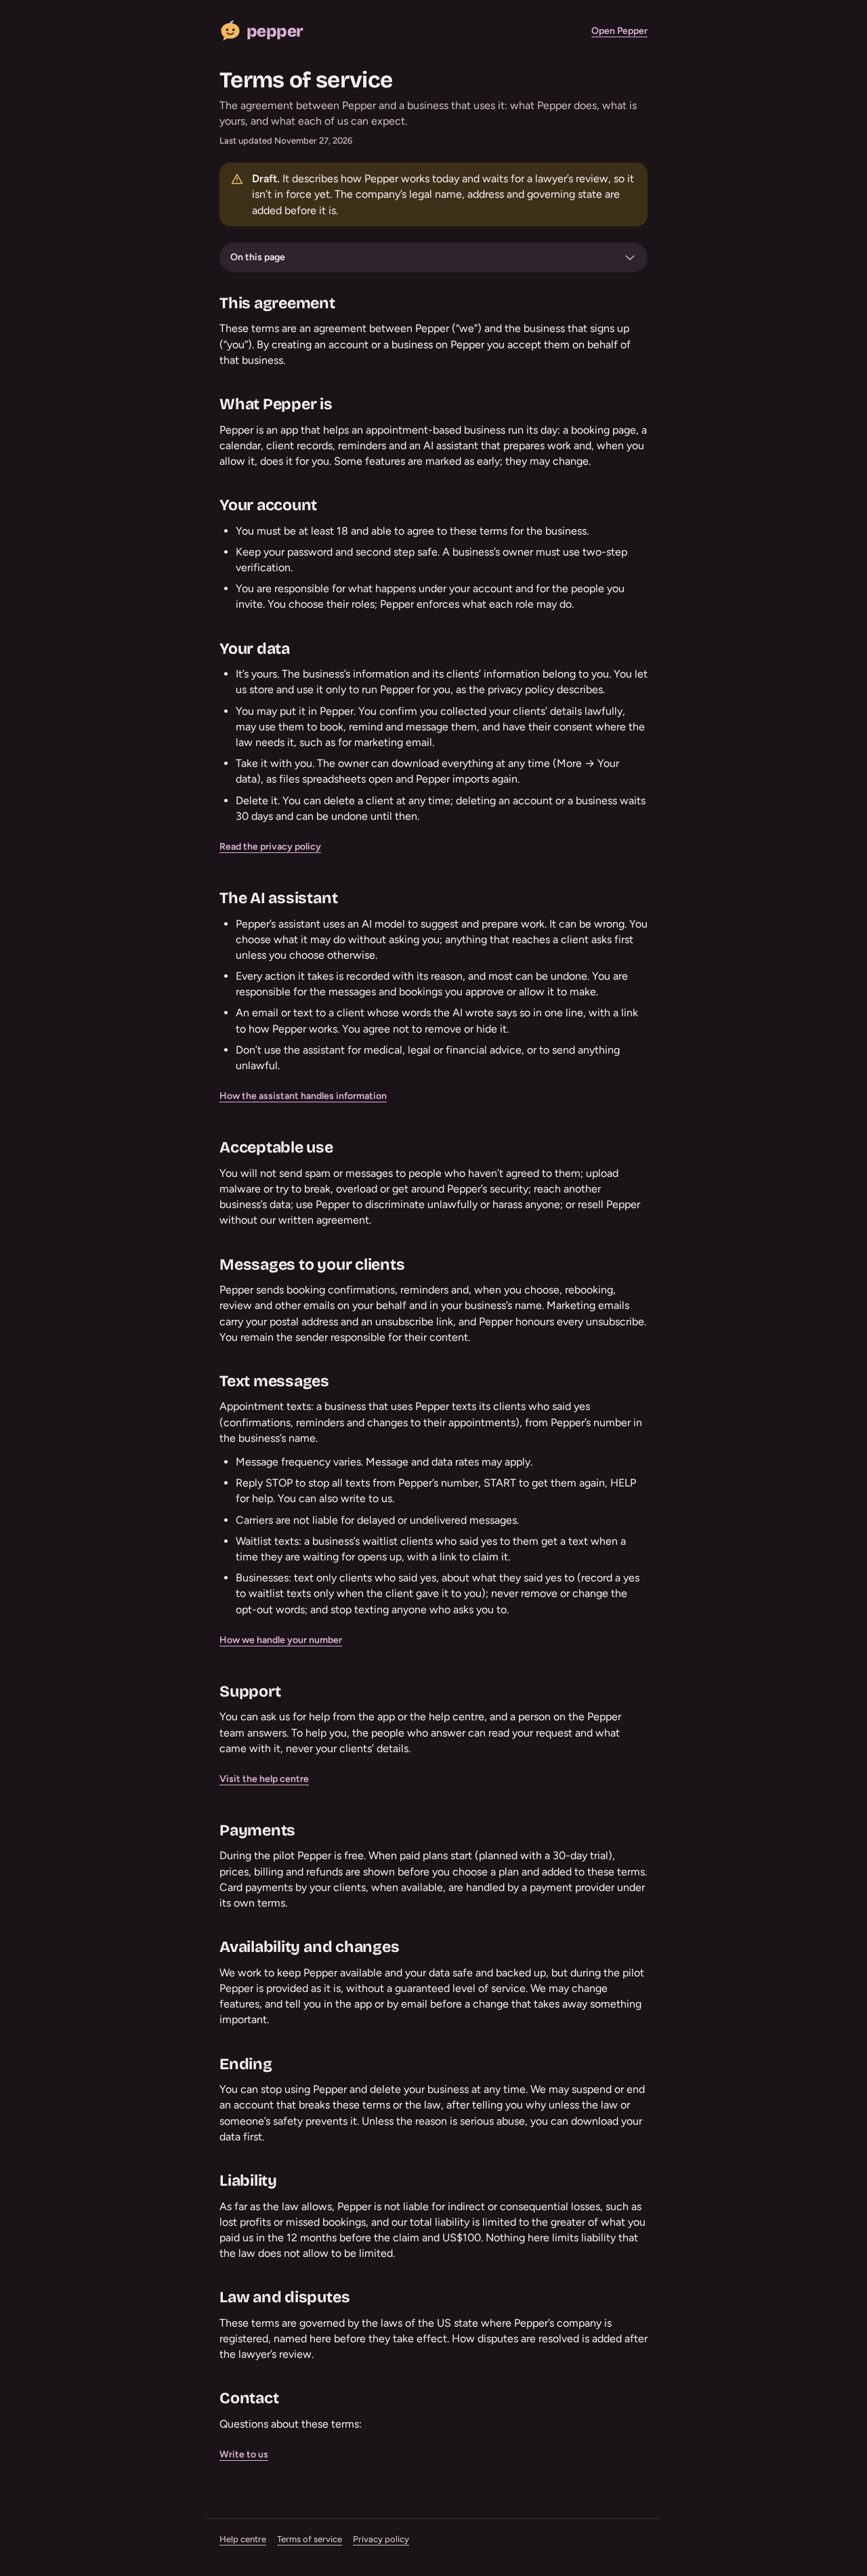 pepper
Open Pepper
Terms of service
The agreement between Pepper and a business that uses it: what Pepper does, what is
yours, and what each of us can expect.
Last updated November 27, 2026
Draft. It describes how Pepper works today and waits for a lawyer’s review, so it
isn’t in force yet. The company’s legal name, address and governing state are
added before it is.
On this page
This agreement
These terms are an agreement between Pepper (“we”) and the business that signs up
(“you”). By creating an account or a business on Pepper you accept them on behalf of
that business.
What Pepper is
Pepper is an app that helps an appointment-based business run its day: a booking page, a
calendar, client records, reminders and an AI assistant that prepares work and, when you
allow it, does it for you. Some features are marked as early; they may change.
Your account
• You must be at least 18 and able to agree to these terms for the business.
• Keep your password and second step safe. A business’s owner must use two-step
verification.
• You are responsible for what happens under your account and for the people you
invite. You choose their roles; Pepper enforces what each role may do.
Your data
• It’s yours. The business’s information and its clients’ information belong to you. You let
us store and use it only to run Pepper for you, as the privacy policy describes.
• You may put it in Pepper. You confirm you collected your clients’ details lawfully,
may use them to book, remind and message them, and have their consent where the
law needs it, such as for marketing email.
• Take it with you. The owner can download everything at any time (More → Your
data), as files spreadsheets open and Pepper imports again.
• Delete it. You can delete a client at any time; deleting an account or a business waits
30 days and can be undone until then.
Read the privacy policy
The AI assistant
• Pepper’s assistant uses an AI model to suggest and prepare work. It can be wrong. You
choose what it may do without asking you; anything that reaches a client asks first
unless you choose otherwise.
• Every action it takes is recorded with its reason, and most can be undone. You are
responsible for the messages and bookings you approve or allow it to make.
• An email or text to a client whose words the AI wrote says so in one line, with a link
to how Pepper works. You agree not to remove or hide it.
• Don’t use the assistant for medical, legal or financial advice, or to send anything
unlawful.
How the assistant handles information
Acceptable use
You will not send spam or messages to people who haven’t agreed to them; upload
malware or try to break, overload or get around Pepper’s security; reach another
business’s data; use Pepper to discriminate unlawfully or harass anyone; or resell Pepper
without our written agreement.
Messages to your clients
Pepper sends booking confirmations, reminders and, when you choose, rebooking,
review and other emails on your behalf and in your business’s name. Marketing emails
carry your postal address and an unsubscribe link, and Pepper honours every unsubscribe.
You remain the sender responsible for their content.
Text messages
Appointment texts: a business that uses Pepper texts its clients who said yes
(confirmations, reminders and changes to their appointments), from Pepper’s number in
the business’s name.
• Message frequency varies. Message and data rates may apply.
• Reply STOP to stop all texts from Pepper’s number, START to get them again, HELP
for help. You can also write to us.
• Carriers are not liable for delayed or undelivered messages.
• Waitlist texts: a business’s waitlist clients who said yes to them get a text when a
time they are waiting for opens up, with a link to claim it.
• Businesses: text only clients who said yes, about what they said yes to (record a yes
to waitlist texts only when the client gave it to you); never remove or change the
opt-out words; and stop texting anyone who asks you to.
How we handle your number
Support
You can ask us for help from the app or the help centre, and a person on the Pepper
team answers. To help you, the people who answer can read your request and what
came with it, never your clients’ details.
Visit the help centre
Payments
During the pilot Pepper is free. When paid plans start (planned with a 30-day trial),
prices, billing and refunds are shown before you choose a plan and added to these terms.
Card payments by your clients, when available, are handled by a payment provider under
its own terms.
Availability and changes
We work to keep Pepper available and your data safe and backed up, but during the pilot
Pepper is provided as it is, without a guaranteed level of service. We may change
features, and tell you in the app or by email before a change that takes away something
important.
Ending
You can stop using Pepper and delete your business at any time. We may suspend or end
an account that breaks these terms or the law, after telling you why unless the law or
someone’s safety prevents it. Unless the reason is serious abuse, you can download your
data first.
Liability
As far as the law allows, Pepper is not liable for indirect or consequential losses, such as
lost profits or missed bookings, and our total liability is limited to the greater of what you
paid us in the 12 months before the claim and US$100. Nothing here limits liability that
the law does not allow to be limited.
Law and disputes
These terms are governed by the laws of the US state where Pepper’s company is
registered, named here before they take effect. How disputes are resolved is added after
the lawyer’s review.
Contact
Questions about these terms:
Write to us
Help centre Terms of service Privacy policy